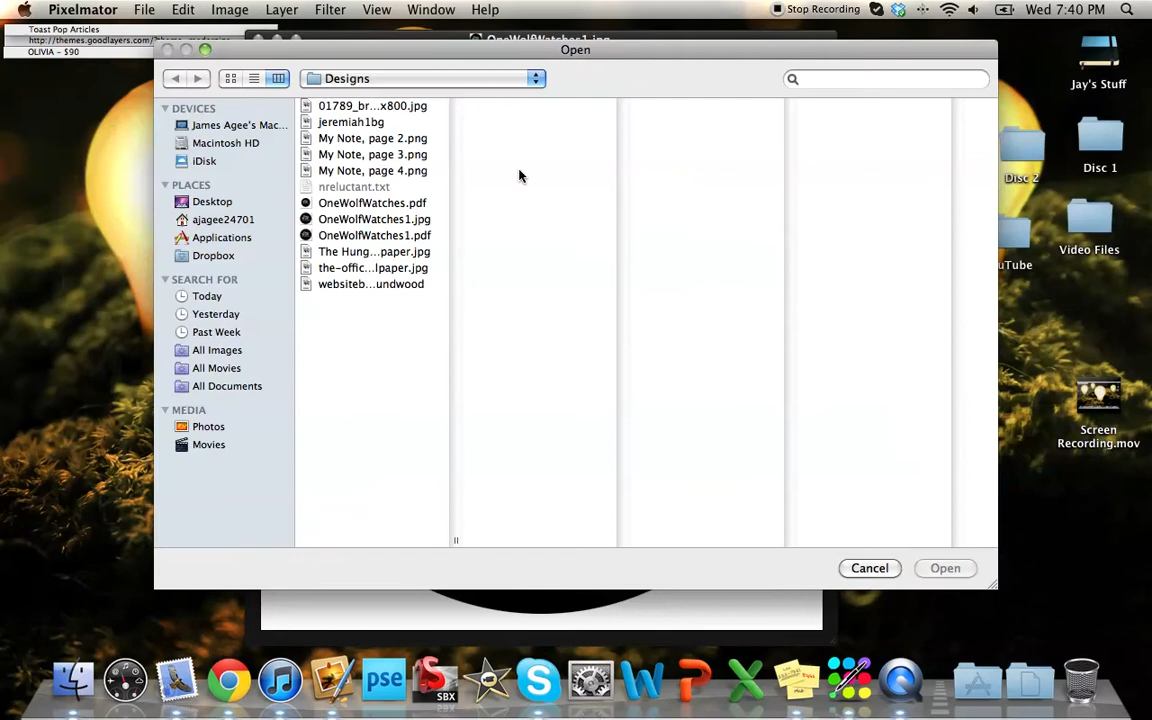 Pixelmator File Edit Image Layer Filter View Window Help Stop Recording Wed 7:40 PM
Toast Pop Articles
OLIVIA - $90
OneWolfWatches1.jpg
Open
Designs
DEVICES
James Agee's Mac...
Macintosh HD
iDisk
PLACES
Desktop
ajagee24701
Applications
Dropbox
SEARCH FOR
Today
Yesterday
Past Week
All Images
All Movies
All Documents
MEDIA
Photos
Movies
01789_br...x800.jpg
jeremiah1bg
My Note, page 2.png
My Note, page 3.png
My Note, page 4.png
nreluctant.txt
OneWolfWatches.pdf
OneWolfWatches1.jpg
OneWolfWatches1.pdf
The Hung...paper.jpg
the-offic...lpaper.jpg
websiteb...undwood
Cancel
Open
Jay's Stuff
Disc 2
Disc 1
uTube
Video Files
Screen
Recording.mov
pse
SBX